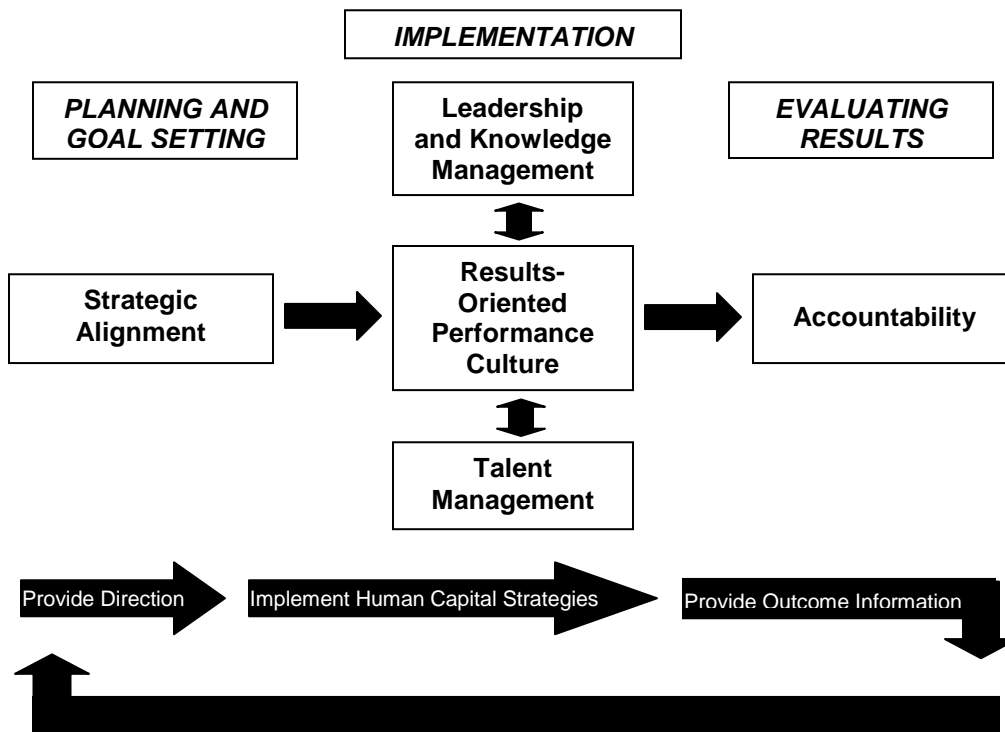 IMPLEMENTATION
PLANNING AND
GOAL SETTING
Leadership
and Knowledge
Management
EVALUATING
RESULTS
Strategic
Alignment
Results-
Oriented
Performance
Culture
Accountability
Talent
Management
Provide Direction
Implement Human Capital Strategies
Provide Outcome Information